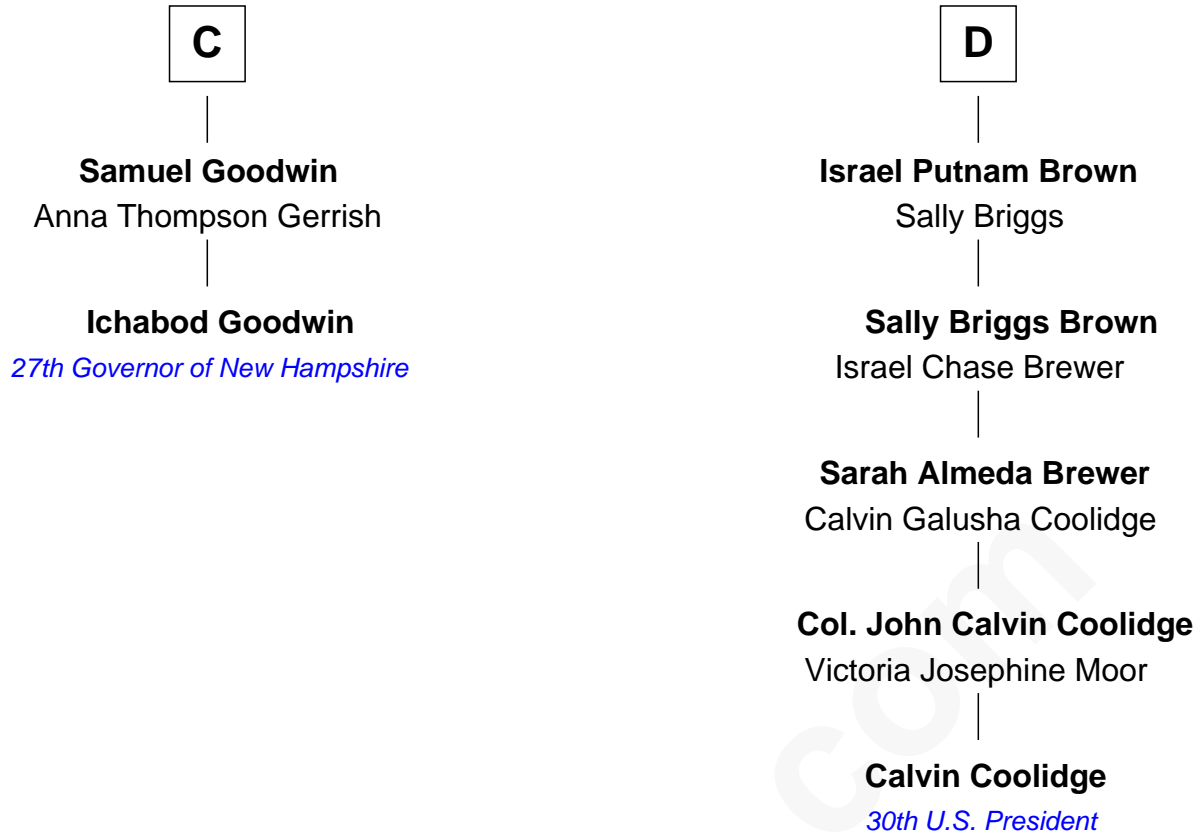 C
Samuel Goodwin
Anna Thompson Gerrish
Ichabod Goodwin
27th Governor of New Hampshire
D
Israel Putnam Brown
Sally Briggs
Sally Briggs Brown
Israel Chase Brewer
Sarah Almeda Brewer
Calvin Galusha Coolidge
Col. John Calvin Coolidge
Victoria Josephine Moor
Calvin Coolidge
30th U.S. President
com